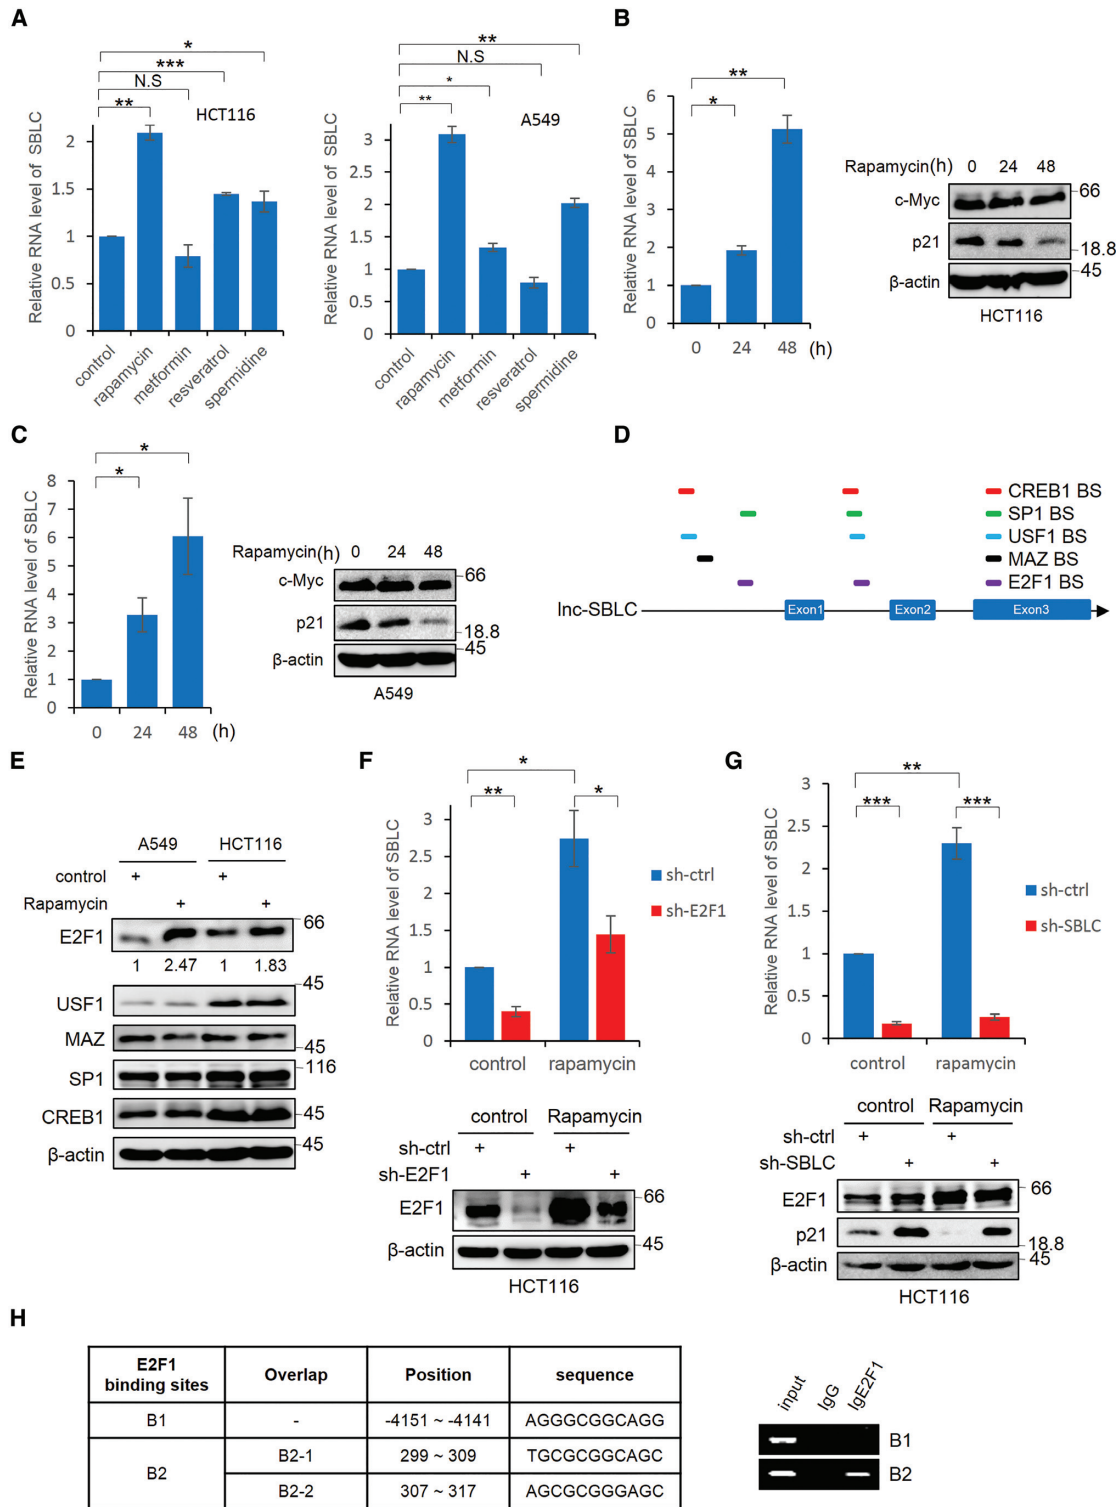 A
*
***
N.S
**
HCT116
Relative RNA level of SBLC
2
1.5
1
0.5
0
control
rapamycin
metformin
resveratrol
spermidine
**
N.S
*
**
A549
Relative RNA level of SBLC
3
2.5
2
1.5
1
0.5
0
control
rapamycin
metformin
resveratrol
spermidine
B
**
*
Relative RNA level of SBLC
6
5
4
3
2
1
0
0 24 48 (h)
Rapamycin(h) 0 24 48
c-Myc 66
p21 18.8
β-actin 45
HCT116
C
*
*
Relative RNA level of SBLC
8
7
6
5
4
3
2
1
0
0 24 48 (h)
Rapamycin(h) 0 24 48
c-Myc 66
p21 18.8
β-actin 45
A549
D
CREB1 BS
SP1 BS
USF1 BS
MAZ BS
E2F1 BS
lnc-SBLC Exon1 Exon2 Exon3
E
A549 HCT116
control + +
Rapamycin + +
E2F1 66
1 2.47 1 1.83
USF1 45
MAZ 45
SP1 116
CREB1 45
β-actin 45
F
*
** *
Relative RNA level of SBLC
3
2.5
2
1.5
1
0.5
0
control rapamycin
sh-ctrl
sh-E2F1
control Rapamycin
sh-ctrl + +
sh-E2F1 + +
E2F1 66
β-actin 45
HCT116
G
**
*** ***
Relative RNA level of SBLC
3
2.5
2
1.5
1
0.5
0
control rapamycin
sh-ctrl
sh-SBLC
control Rapamycin
sh-ctrl + +
sh-SBLC + +
E2F1 66
p21 18.8
β-actin 45
HCT116
H
E2F1 binding sites Overlap Position sequence
B1 - -4151 ~ -4141 AGGGCGGCAGG
B2 B2-1 299 ~ 309 TGCGCGGCAGC
B2-2 307 ~ 317 AGCGCGGGAGC
input IgG IgE2F1
B1
B2